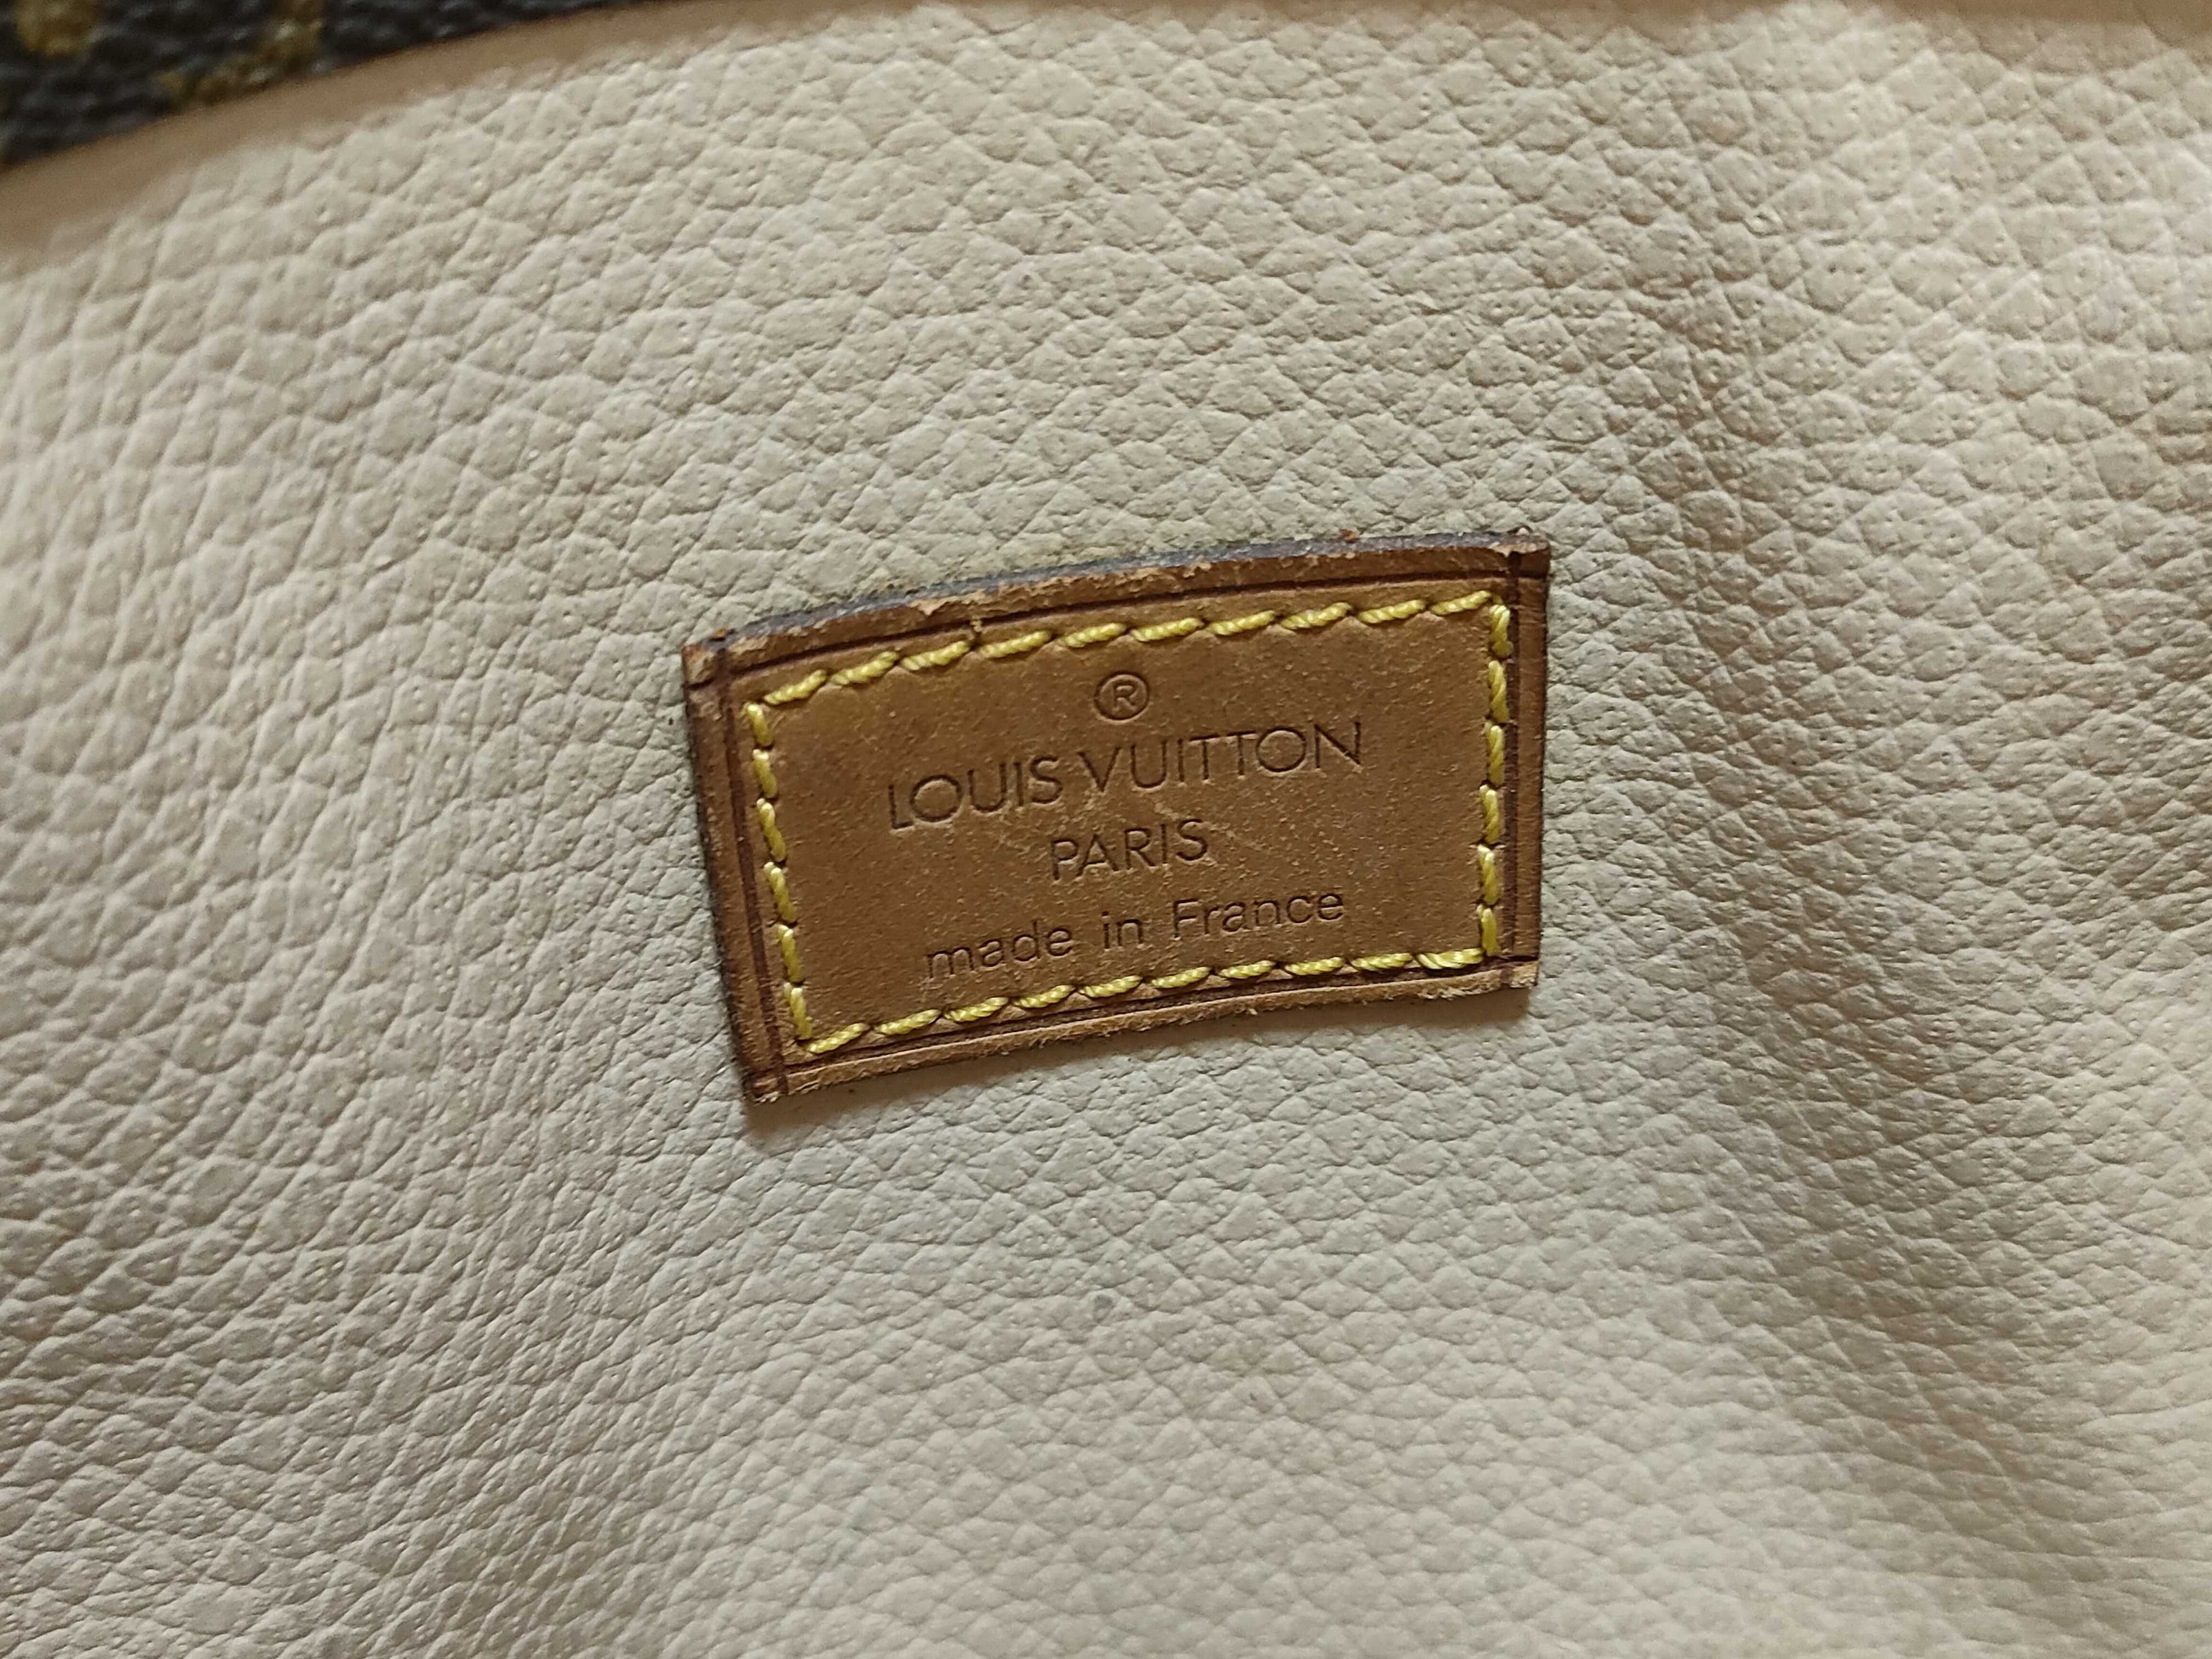 ®
LOUIS VUITTON
PARIS
made in France